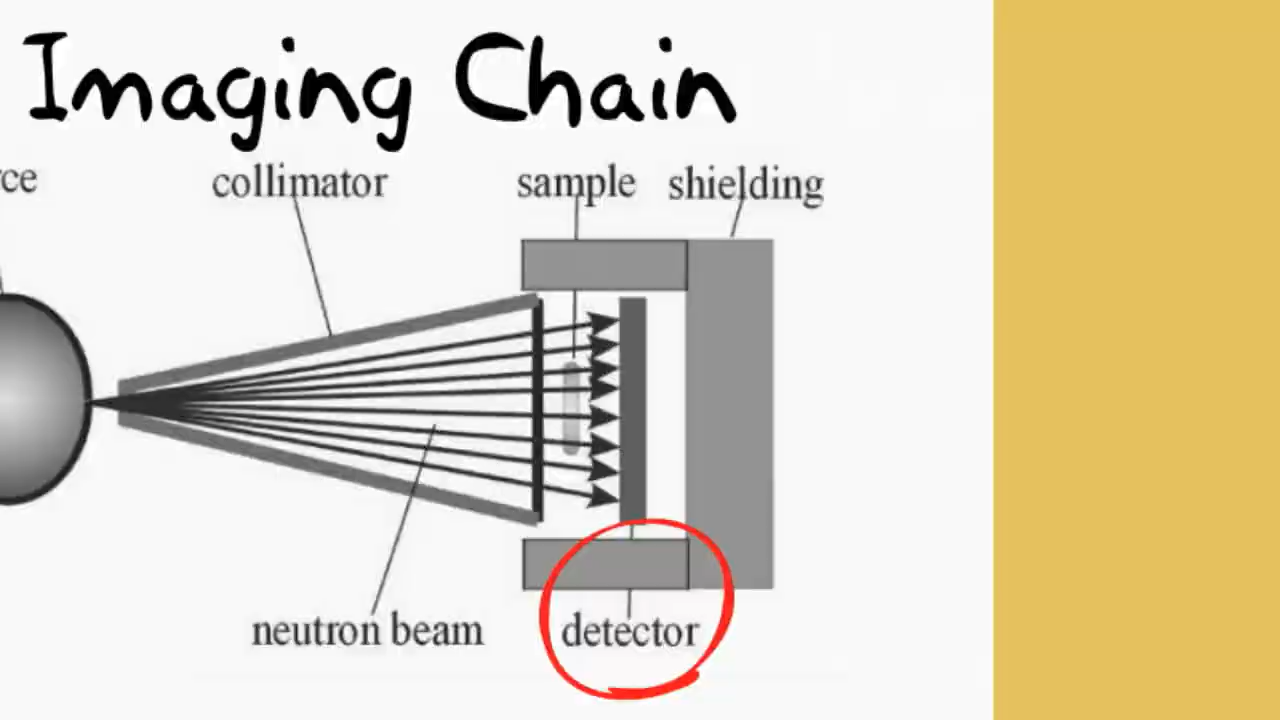 Imaging Chain
collimator
sample
shielding
neutron beam
detector